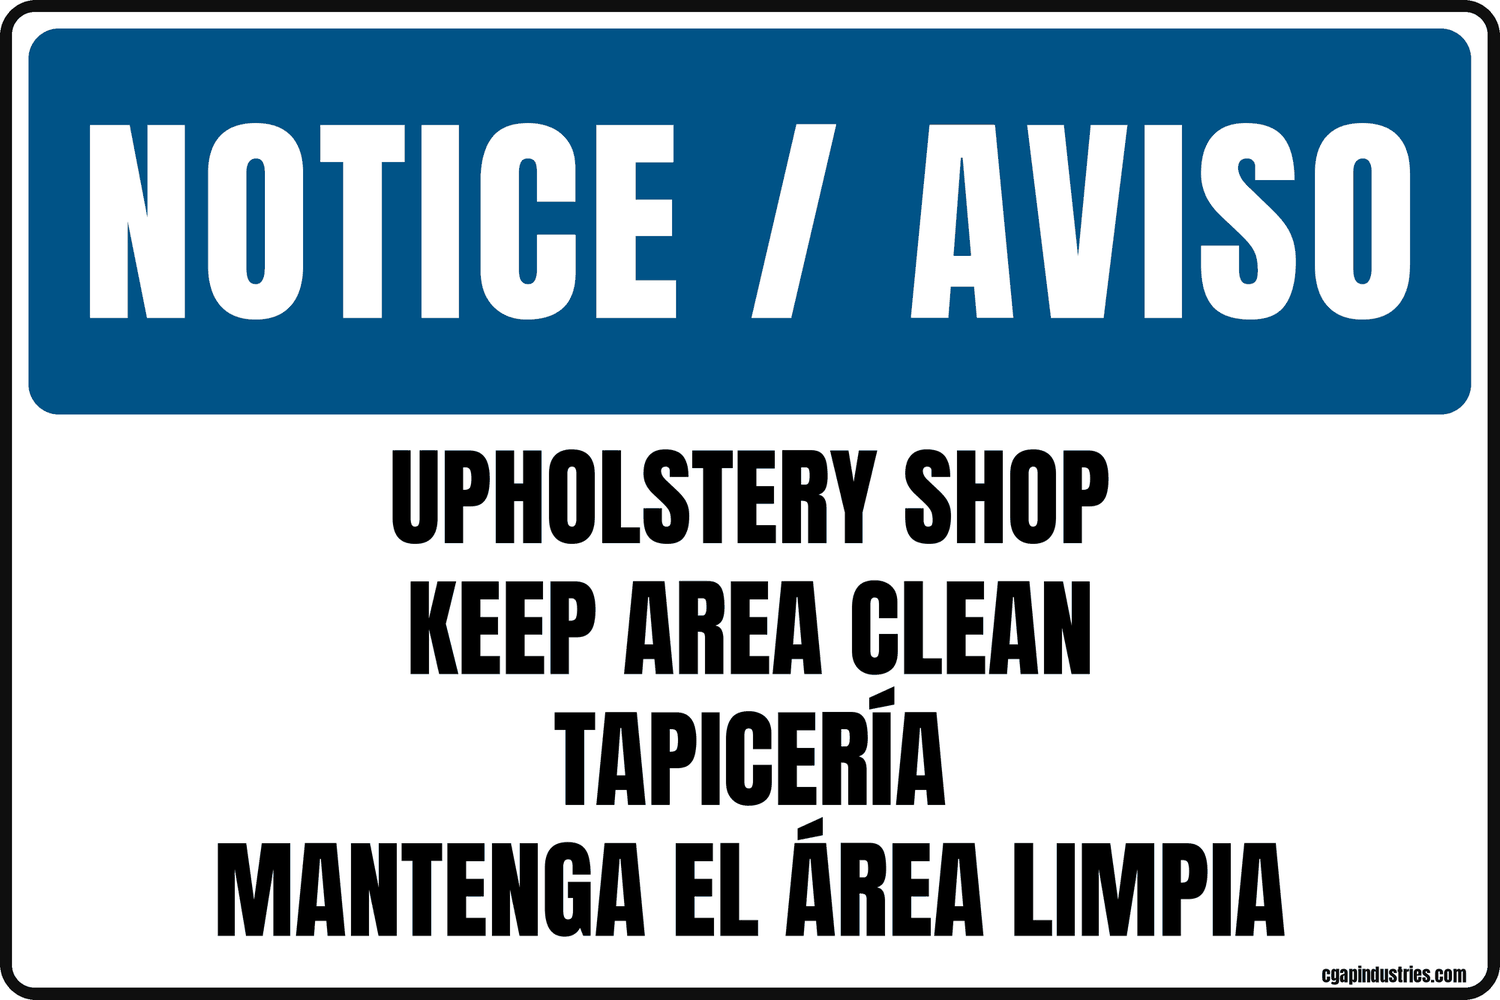 NOTICE / AVISO
UPHOLSTERY SHOP
KEEP AREA CLEAN
TAPICERÍA
MANTENGA EL ÁREA LIMPIA
cgapindustries.com